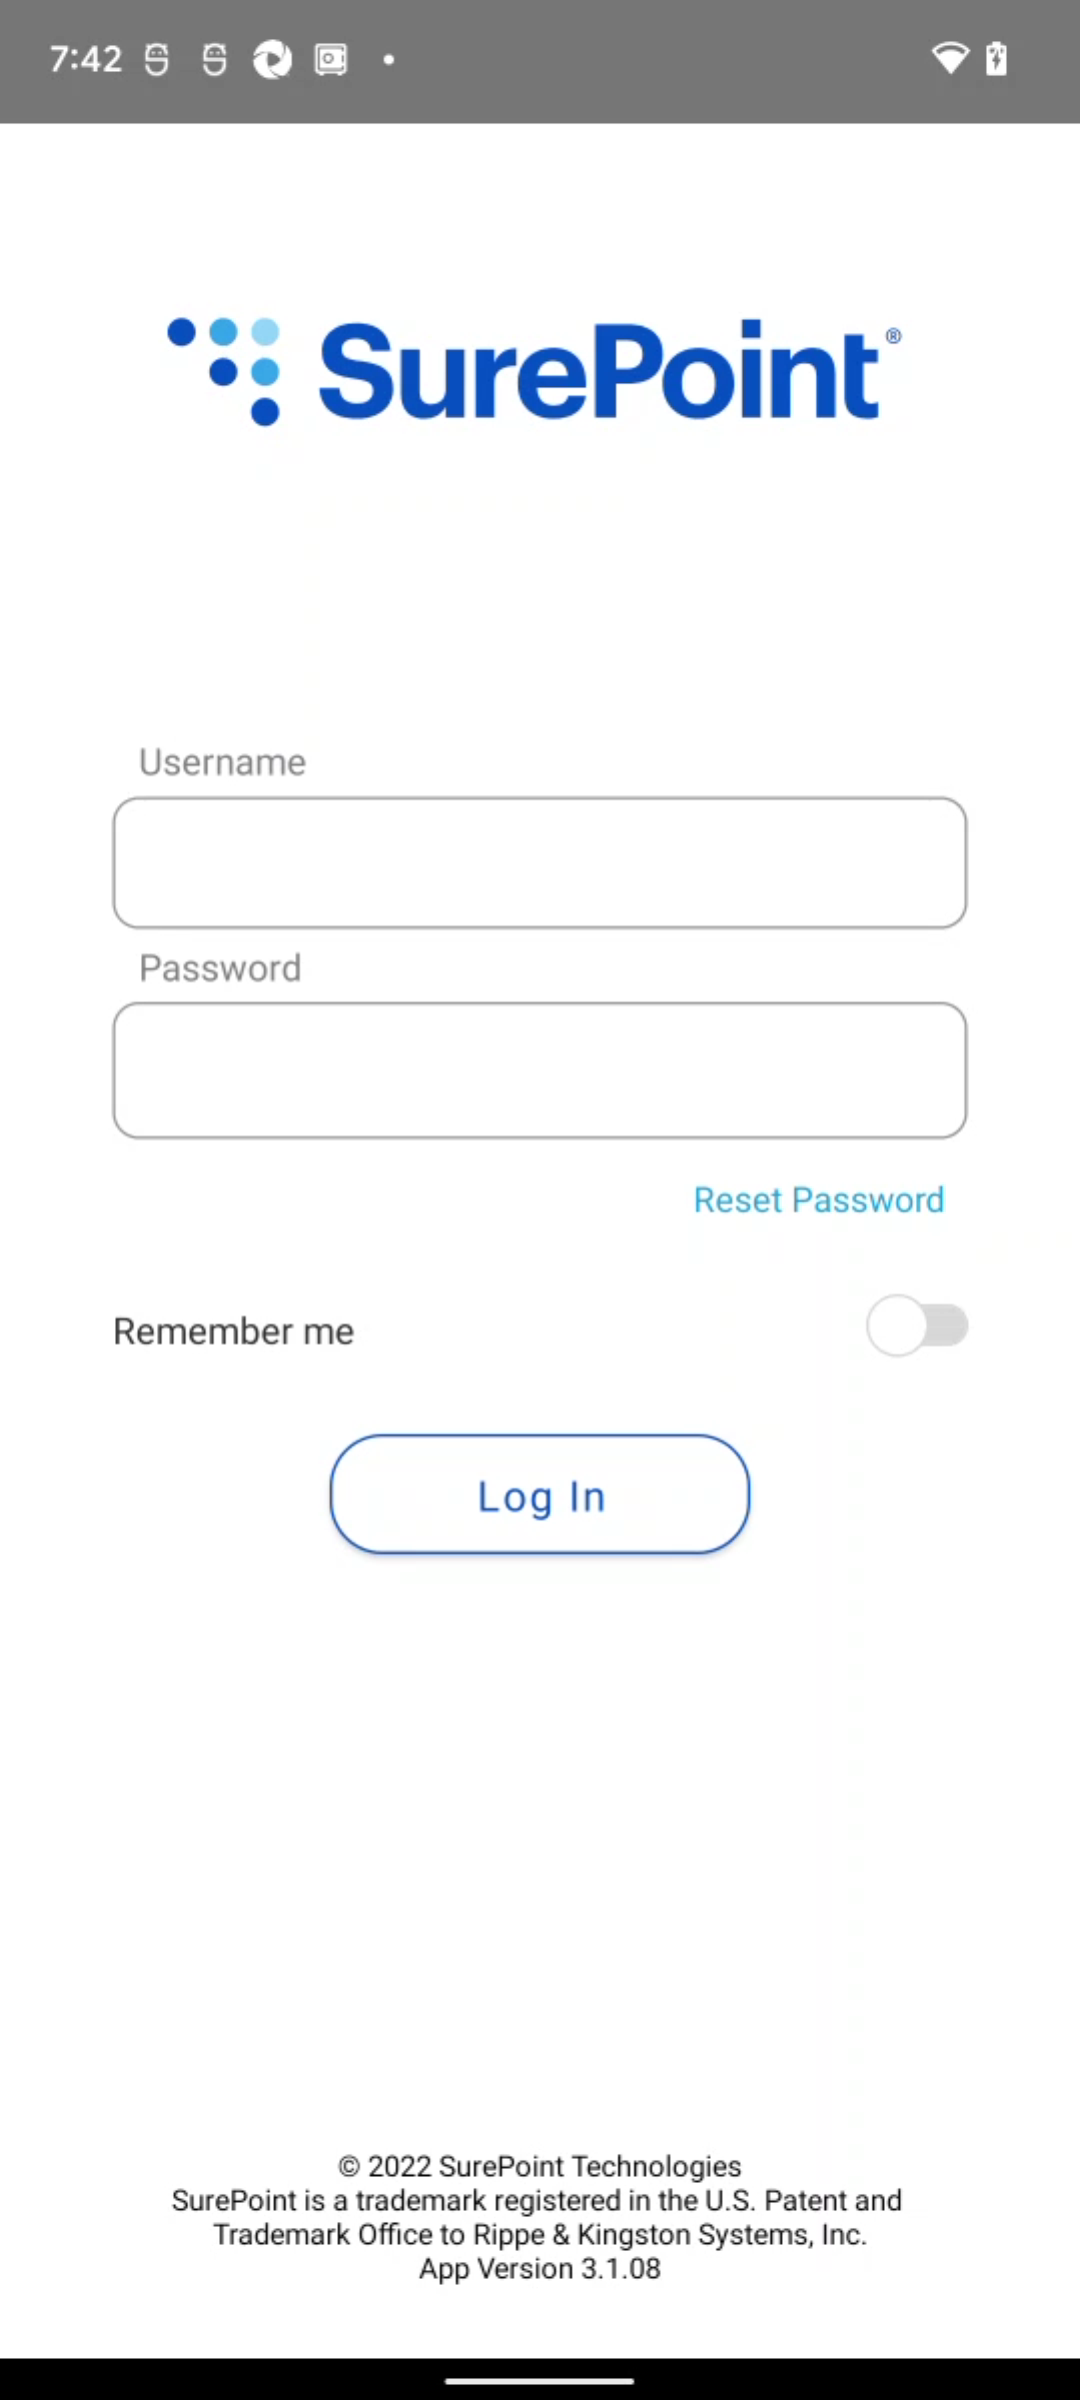 7:42
SurePoint®
Username
Password
Reset Password
Remember me
Log In
© 2022 SurePoint Technologies
SurePoint is a trademark registered in the U.S. Patent and
Trademark Office to Rippe & Kingston Systems, Inc.
App Version 3.1.08